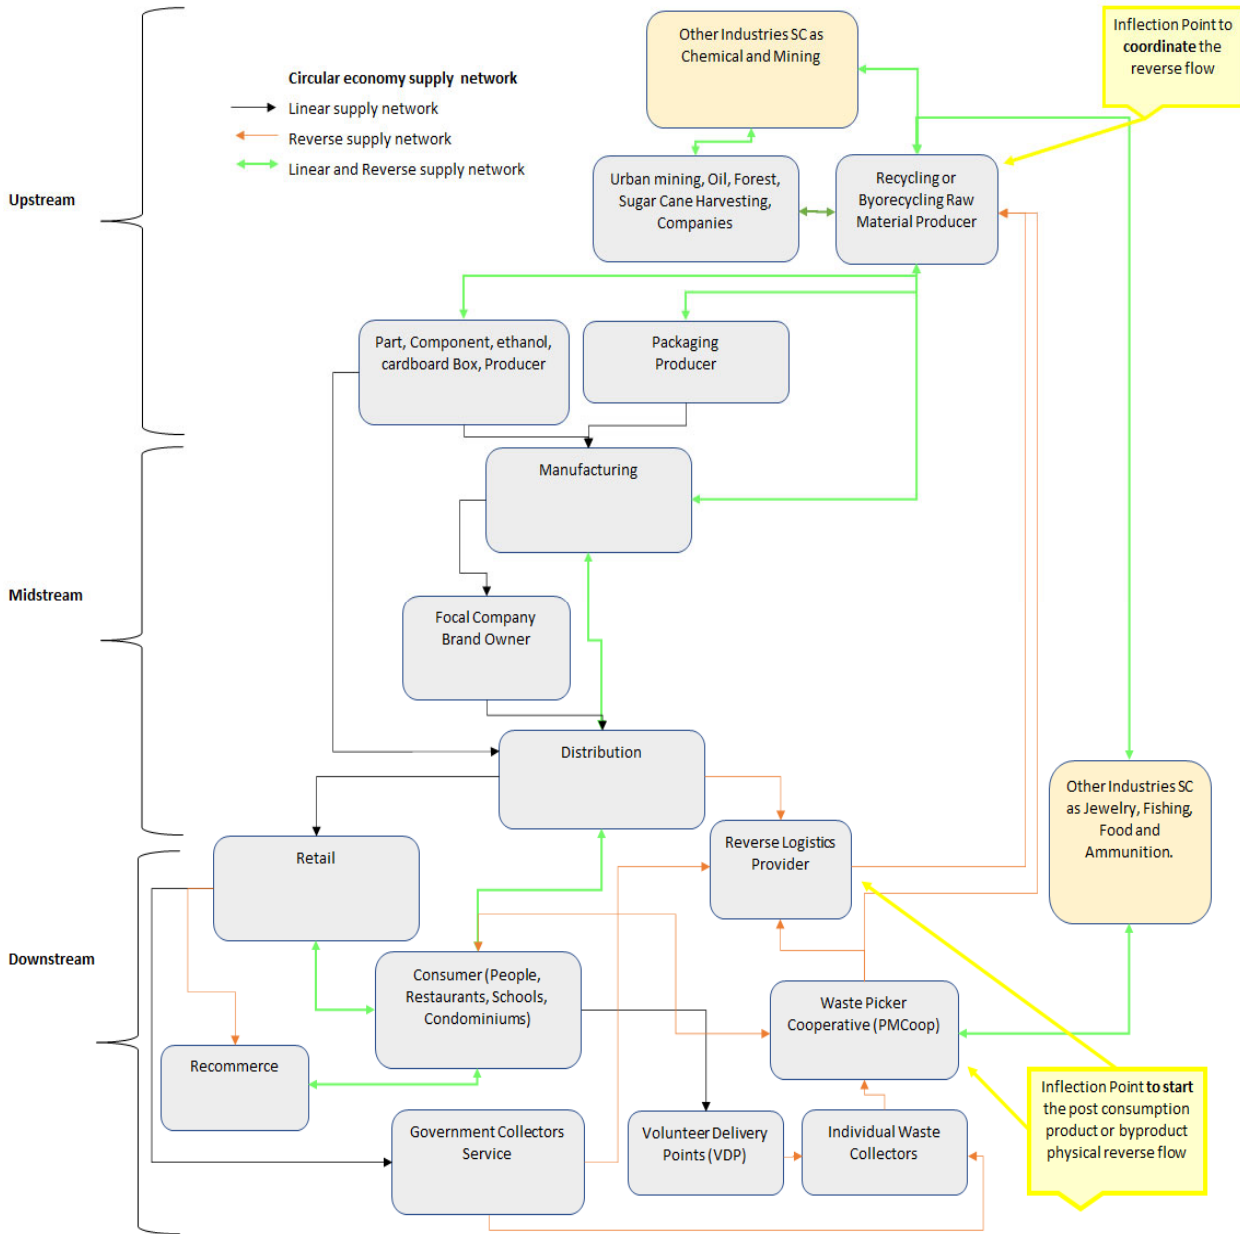 Circular economy supply network
Linear supply network
Reverse supply network
Linear and Reverse supply network
Upstream
Midstream
Downstream
Other Industries SC as
Chemical and Mining
Inflection Point to
coordinate the
reverse flow
Urban mining, Oil, Forest,
Sugar Cane Harvesting,
Companies
Recycling or
Byorecycling Raw
Material Producer
Part, Component, ethanol,
cardboard Box, Producer
Packaging
Producer
Manufacturing
Focal Company
Brand Owner
Distribution
Other Industries SC
as Jewelry, Fishing,
Food and
Ammunition.
Retail
Reverse Logistics
Provider
Consumer (People,
Restaurants, Schools,
Condominiums)
Waste Picker
Cooperative (PMCoop)
Recommerce
Government Collectors
Service
Volunteer Delivery
Points (VDP)
Individual Waste
Collectors
Inflection Point to start
the post consumption
product or byproduct
physical reverse flow